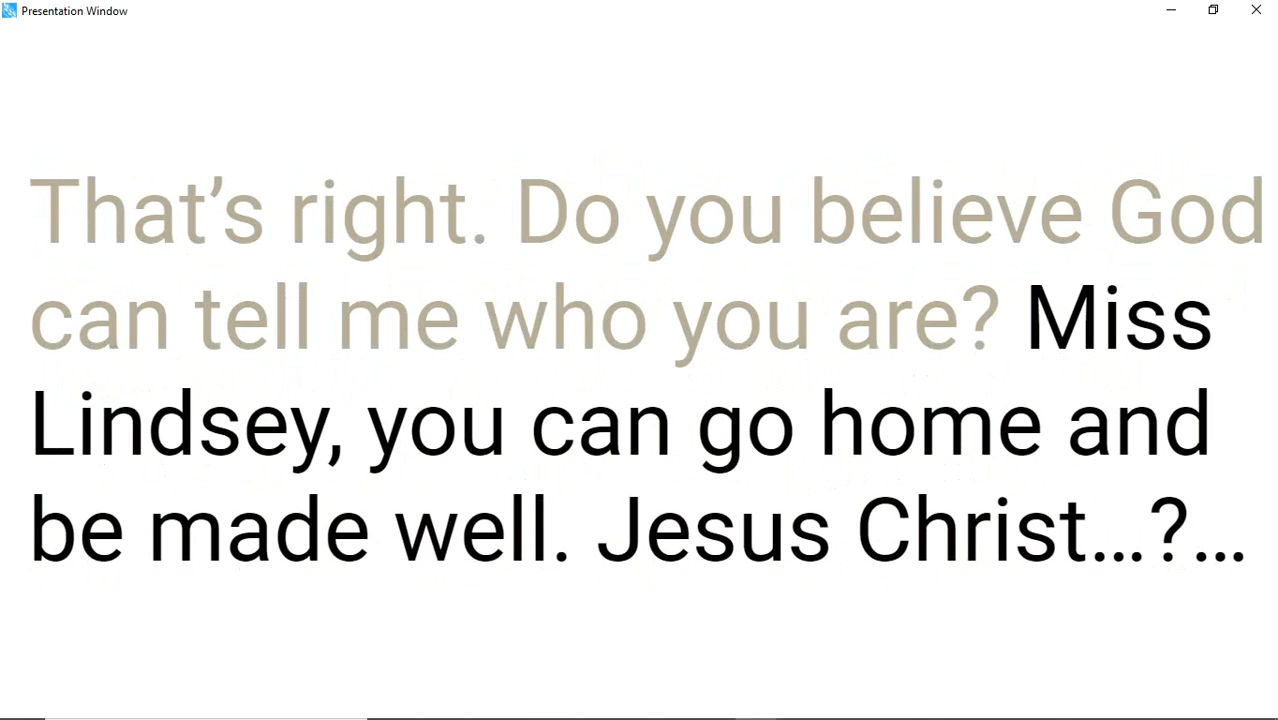 Presentation Window
That’s right. Do you believe God
can tell me who you are? Miss
Lindsey, you can go home and
be made well. Jesus Christ…?…